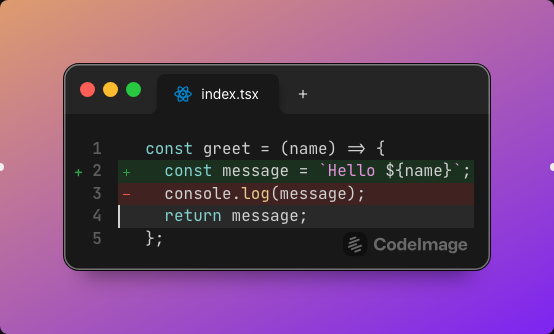 index.tsx +
1 const greet = (name) => {
+ 2 + const message = `Hello ${name}`;
3 - console.log(message);
4 return message;
5 };
CodeImage